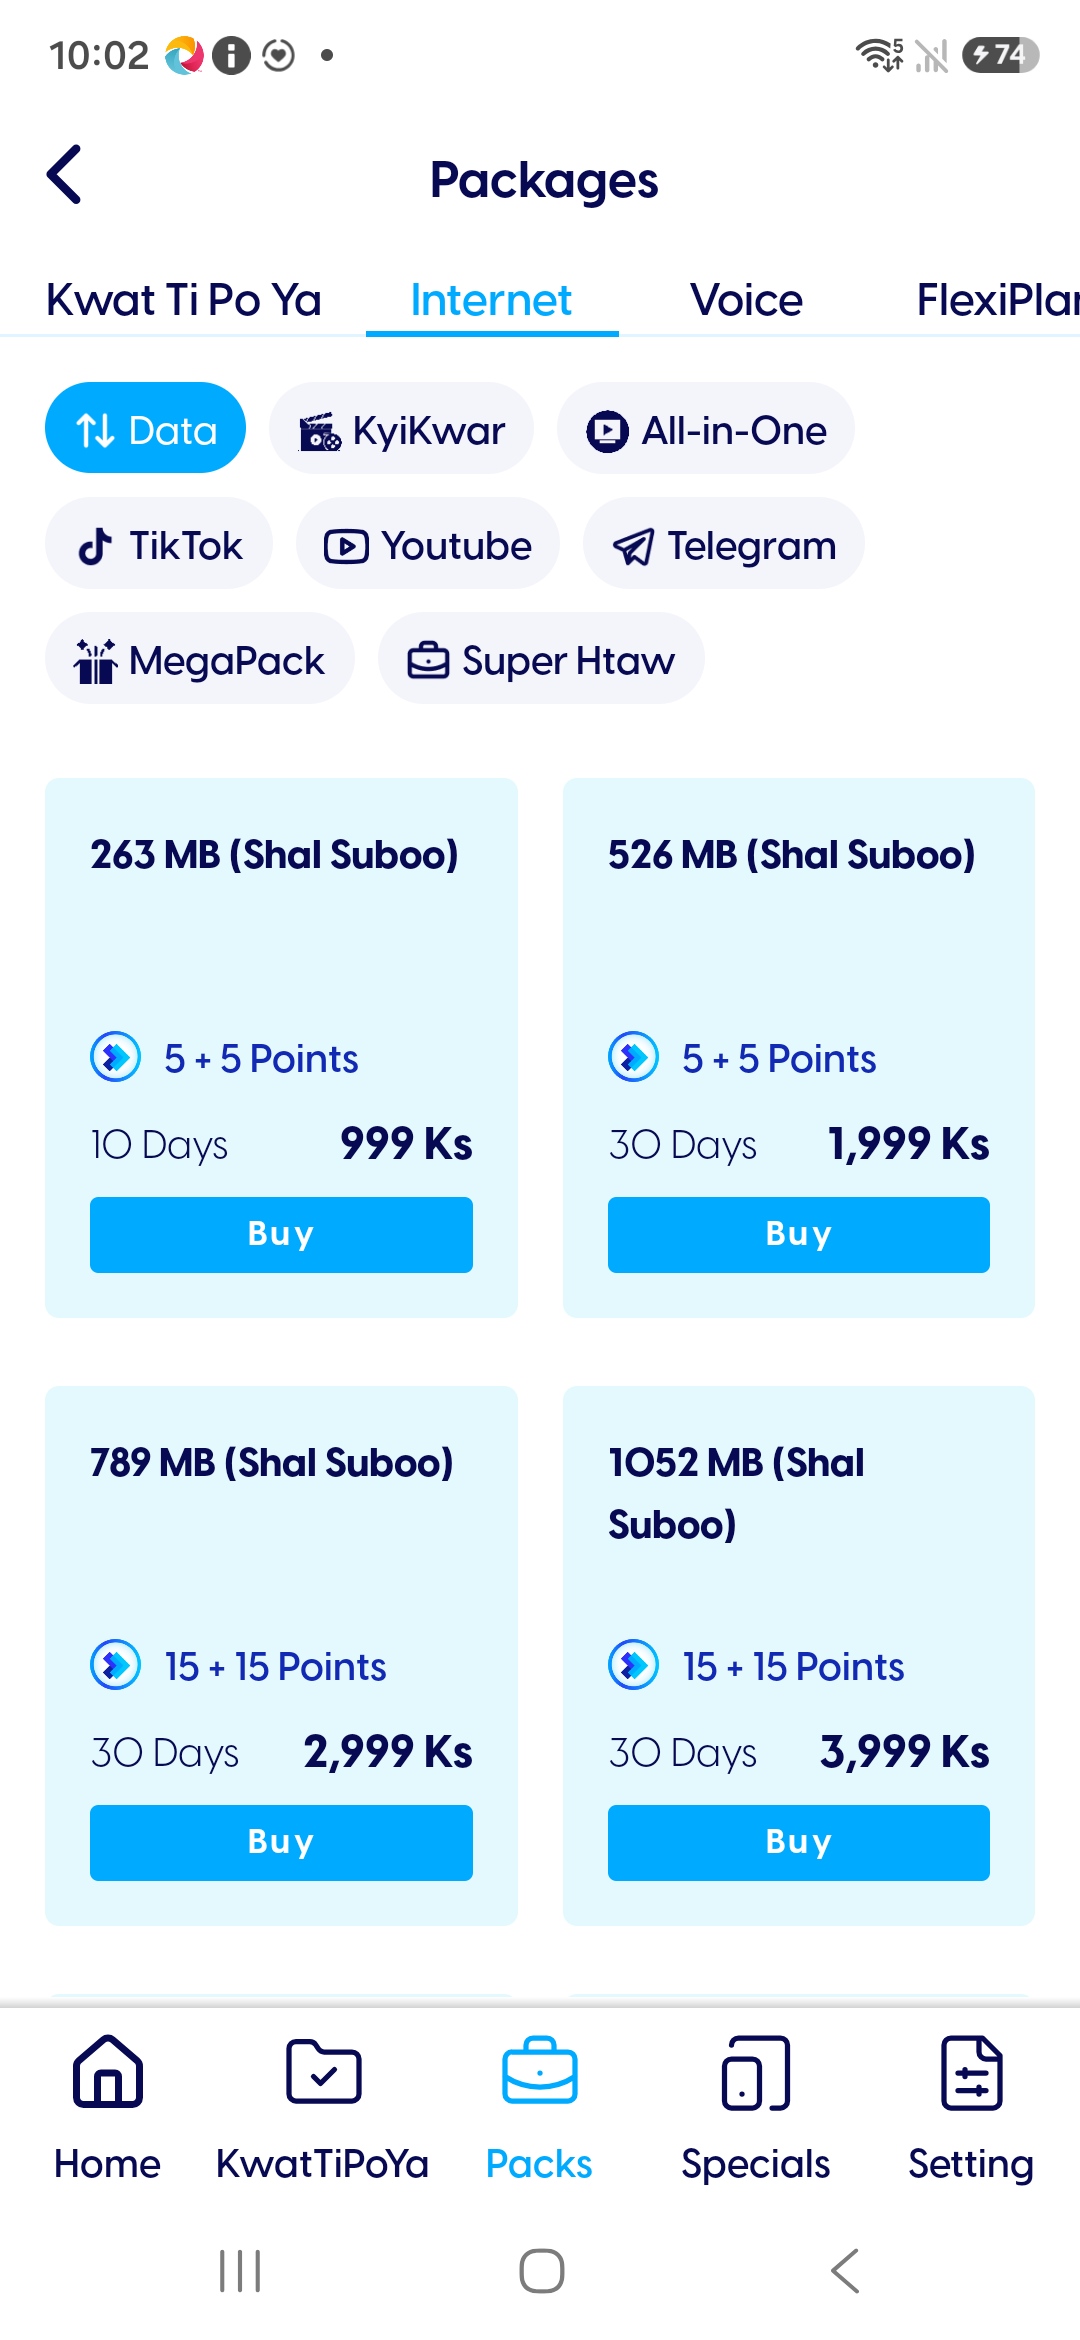 10:02
5
74
Packages
Kwat Ti Po Ya Internet Voice FlexiPlan
Data KyiKwar All-in-One
TikTok Youtube Telegram
MegaPack Super Htaw
263 MB (Shal Suboo)
5 + 5 Points
10 Days 999 Ks
Buy
526 MB (Shal Suboo)
5 + 5 Points
30 Days 1,999 Ks
Buy
789 MB (Shal Suboo)
15 + 15 Points
30 Days 2,999 Ks
Buy
1052 MB (Shal
Suboo)
15 + 15 Points
30 Days 3,999 Ks
Buy
Home KwatTiPoYa Packs Specials Setting